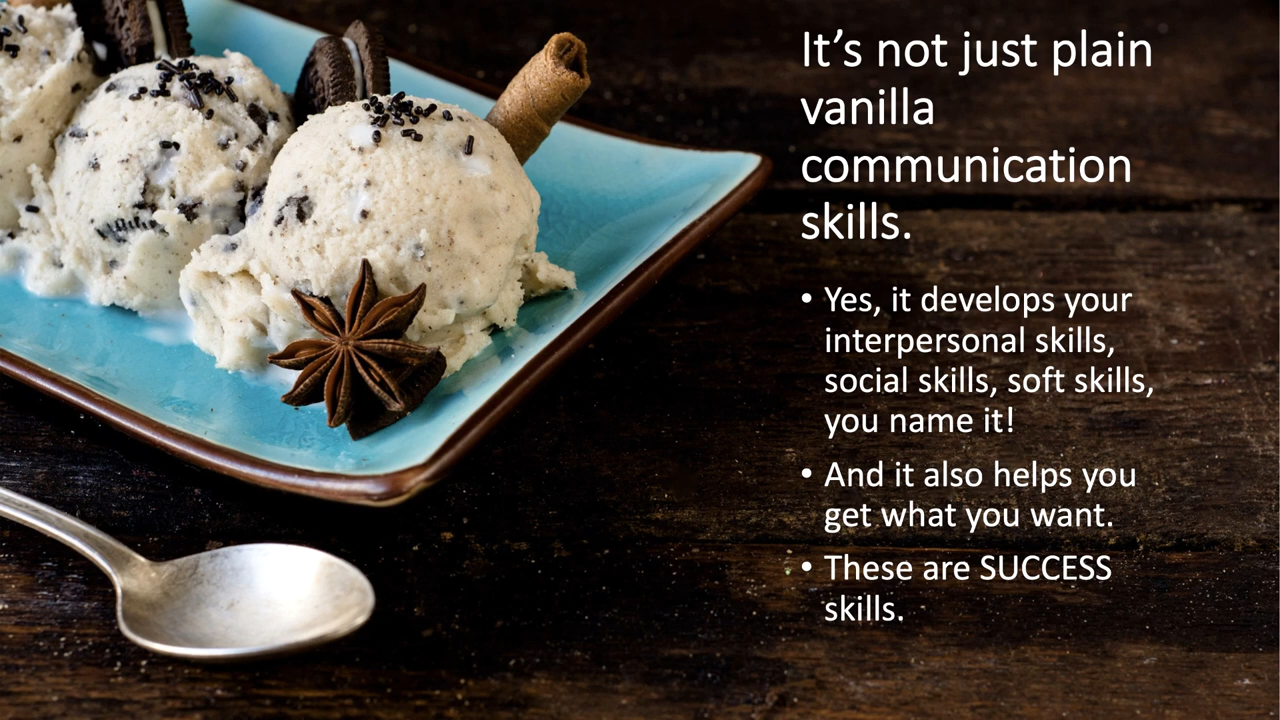 It’s not just plain
vanilla
communication
skills.
• Yes, it develops your
interpersonal skills,
social skills, soft skills,
you name it!
• And it also helps you
get what you want.
• These are SUCCESS
skills.